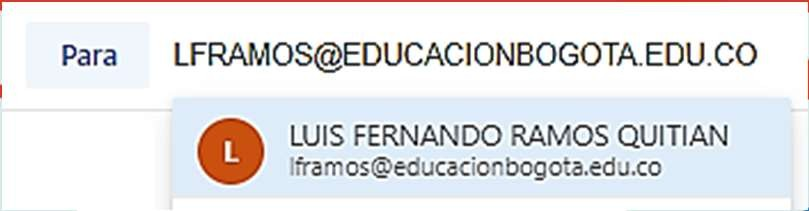 Para LFRAMOS@EDUCACIONBOGOTA.EDU.CO
L LUIS FERNANDO RAMOS QUITIAN
lframos@educacionbogota.edu.co